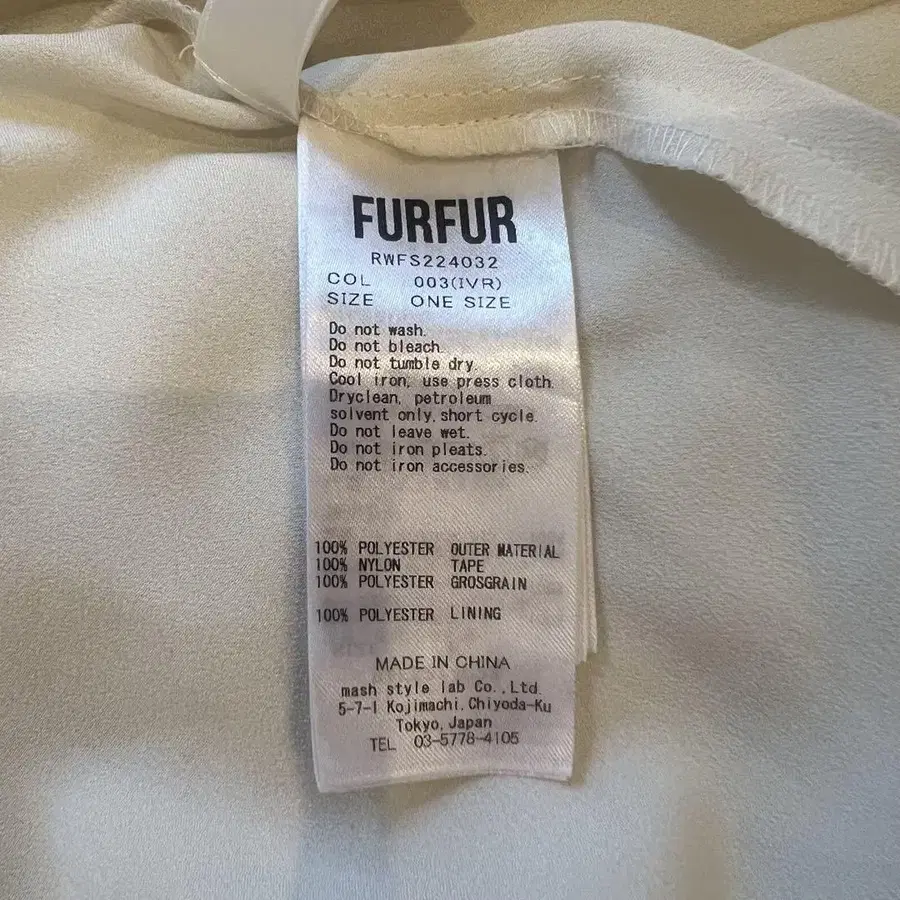 FURFUR
RWFS224032
COL 003(IVR)
SIZE ONE SIZE
Do not wash.
Do not bleach.
Do not tumble dry.
Cool iron, use press cloth.
Dryclean, petroleum
solvent only, short cycle.
Do not leave wet.
Do not iron pleats.
Do not iron accessories.
100% POLYESTER OUTER MATERIAL
100% NYLON TAPE
100% POLYESTER GROSGRAIN
100% POLYESTER LINING
MADE IN CHINA
mash style lab Co., Ltd.
5-7-1 Kojimachi, Chiyoda-Ku
Tokyo, Japan
TEL 03-5778-4105